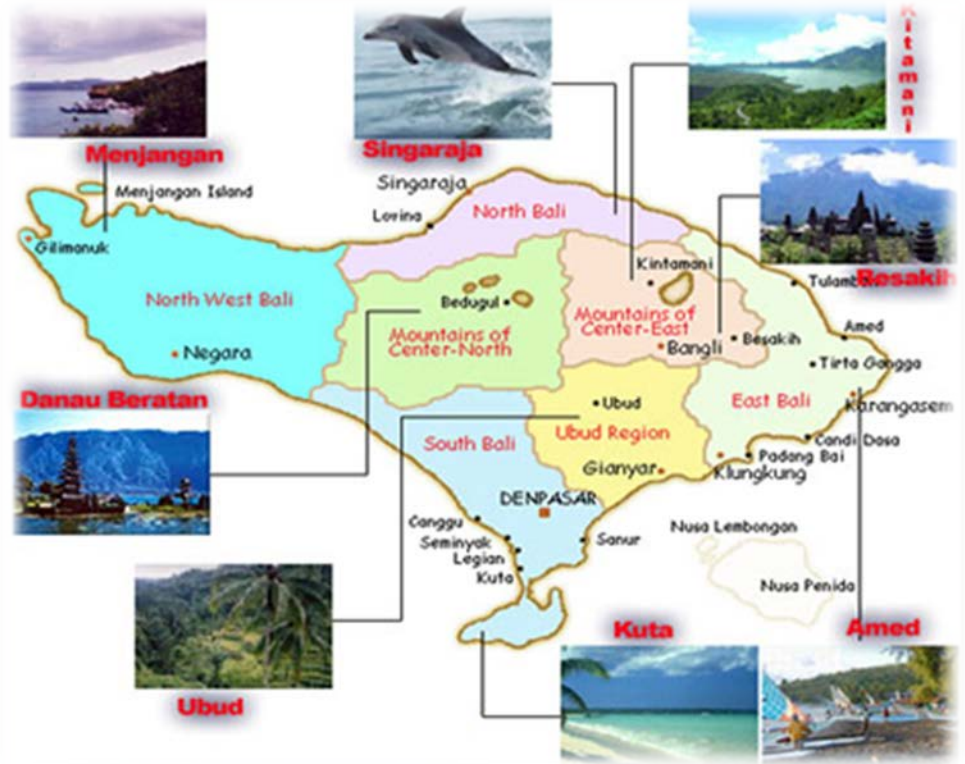 Kitamani
Menjangan
Singaraja
Besakih
Menjangan Island
Singaraja
Lovina
North Bali
Gilimanuk
Kintamani
Tulamb
North West Bali
Bedugul
Mountains of
Center-North
Mountains of
Center-East
Bangli
Besakih
Amed
Negara
Tirta Gangga
Danau Beratan
Ubud
East Bali
Karangasem
South Bali
Ubud Region
Candi Dasa
Padang Bai
Gianyar
Klungkung
DENPASAR
Canggu
Seminyak
Legian
Kuta
Sanur
Nusa Lembongan
Nusa Penida
Kuta
Amed
Ubud